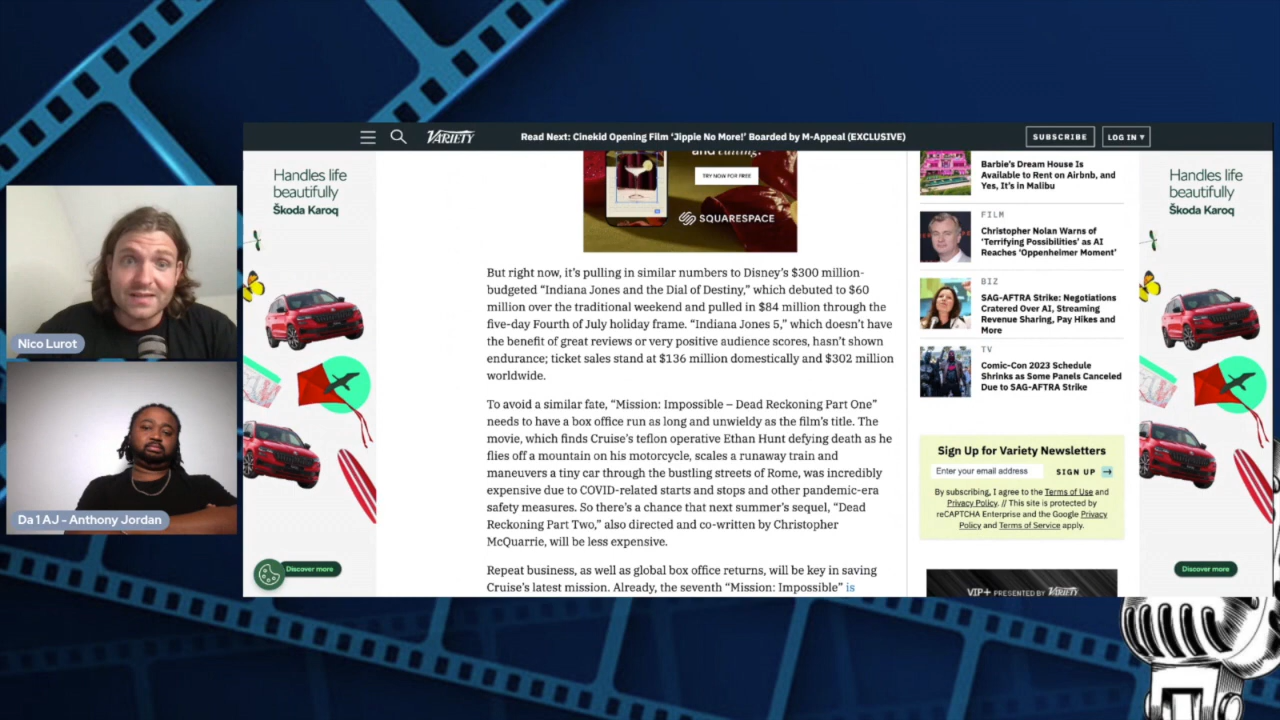 VARIETY
Read Next: Cinekid Opening Film ‘Jippie No More!’ Boarded by M-Appeal (EXCLUSIVE)
SUBSCRIBE
LOG IN ▾
Handles life
beautifully
Škoda Karoq
Discover more
Nico Lurot
Da 1 AJ - Anthony Jordan
TRY NOW FOR FREE
SQUARESPACE
But right now, it’s pulling in similar numbers to Disney’s $300 million-
budgeted “Indiana Jones and the Dial of Destiny,” which debuted to $60
million over the traditional weekend and pulled in $84 million through the
five-day Fourth of July holiday frame. “Indiana Jones 5,” which doesn’t have
the benefit of great reviews or very positive audience scores, hasn’t shown
endurance; ticket sales stand at $136 million domestically and $302 million
worldwide.
To avoid a similar fate, “Mission: Impossible – Dead Reckoning Part One”
needs to have a box office run as long and unwieldy as the film’s title. The
movie, which finds Cruise’s teflon operative Ethan Hunt defying death as he
flies off a mountain on his motorcycle, scales a runaway train and
maneuvers a tiny car through the bustling streets of Rome, was incredibly
expensive due to COVID-related starts and stops and other pandemic-era
safety measures. So there’s a chance that next summer’s sequel, “Dead
Reckoning Part Two,” also directed and co-written by Christopher
McQuarrie, will be less expensive.
Repeat business, as well as global box office returns, will be key in saving
Cruise’s latest mission. Already, the seventh “Mission: Impossible” is
Barbie’s Dream House Is
Available to Rent on Airbnb, and
Yes, It’s in Malibu
FILM
Christopher Nolan Warns of
‘Terrifying Possibilities’ as AI
Reaches ‘Oppenheimer Moment’
BIZ
SAG-AFTRA Strike: Negotiations
Cratered Over AI, Streaming
Revenue Sharing, Pay Hikes and
More
TV
Comic-Con 2023 Schedule
Shrinks as Some Panels Canceled
Due to SAG-AFTRA Strike
Sign Up for Variety Newsletters
Enter your email address
SIGN UP →
By subscribing, I agree to the Terms of Use and
Privacy Policy. // This site is protected by
reCAPTCHA Enterprise and the Google Privacy
Policy and Terms of Service apply.
VIP+ PRESENTED BY VARIETY
Handles life
beautifully
Škoda Karoq
Discover more